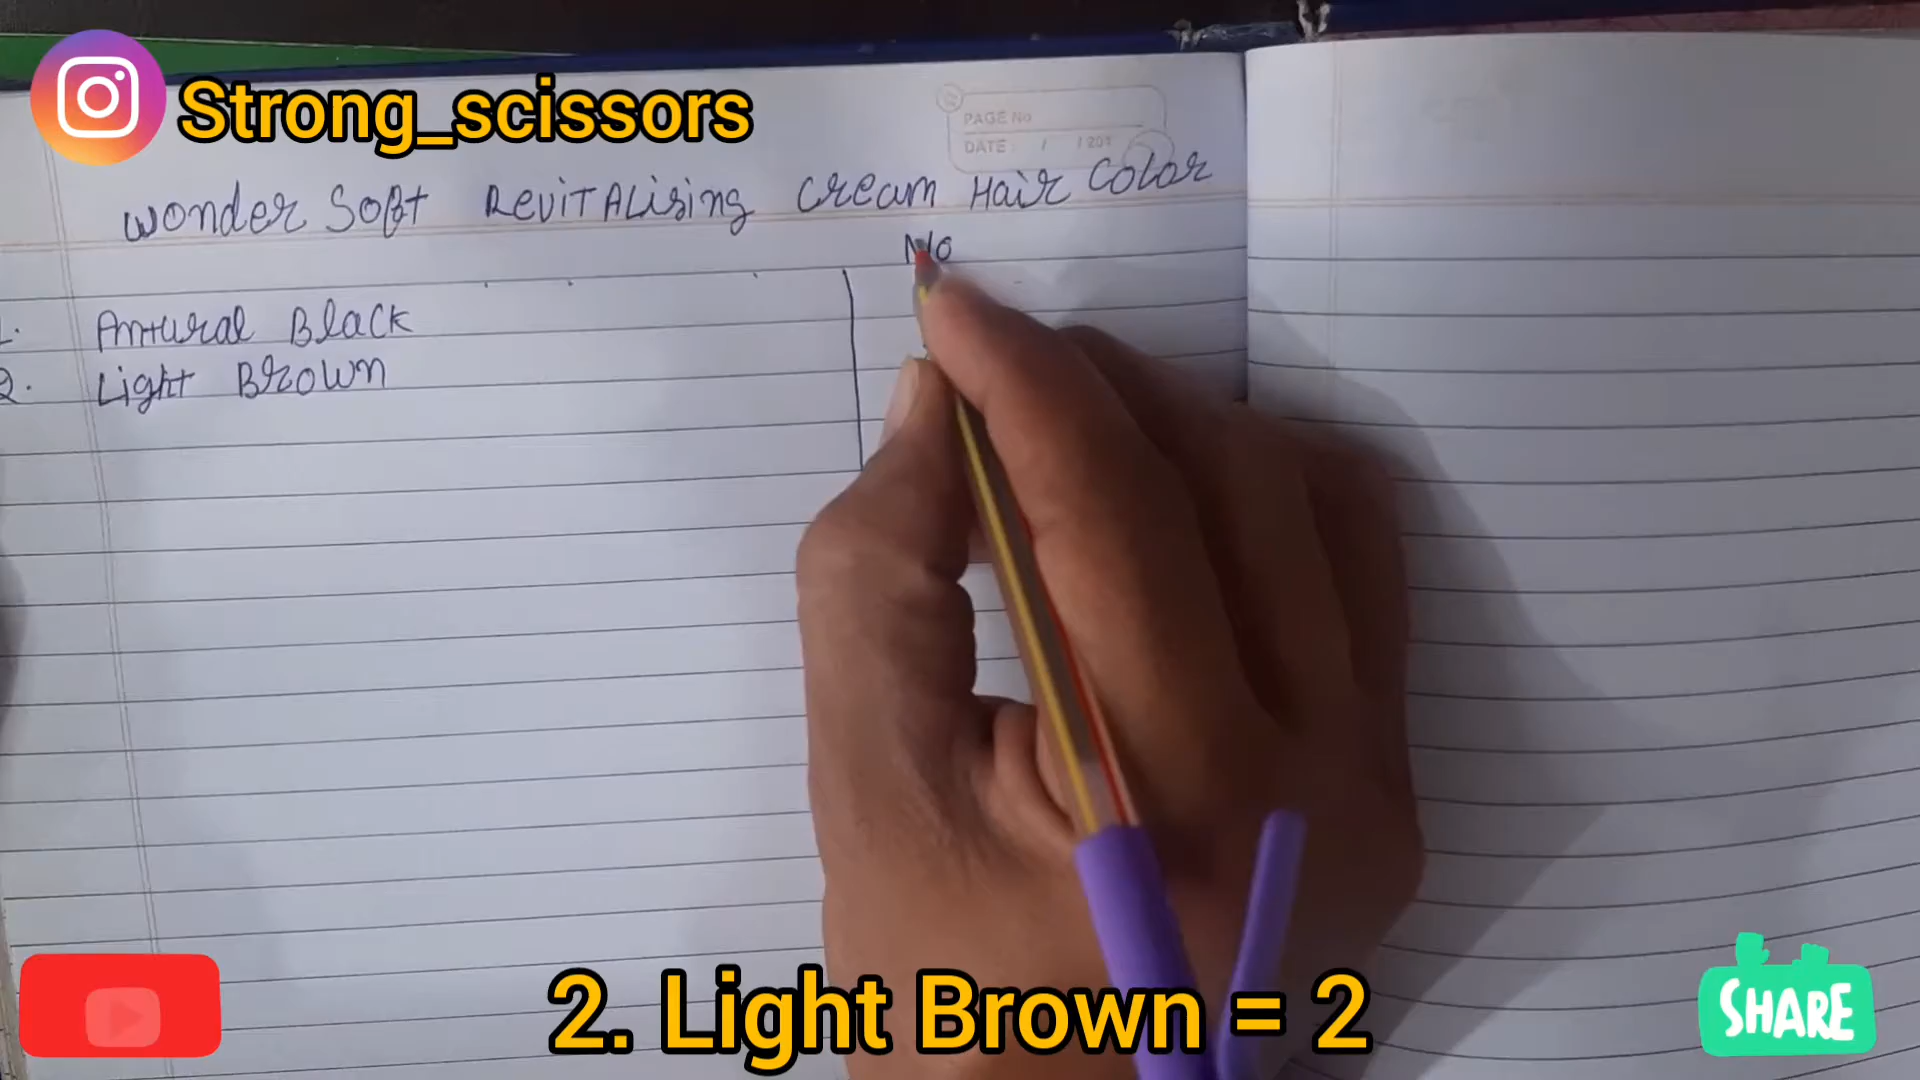 Strong_scissors
PAGE No
DATE : / / 201
Wonder Soft Revitalising Cream Hair Color
No
1. Antural Black
2. Light Brown
2. Light Brown = 2
SHARE